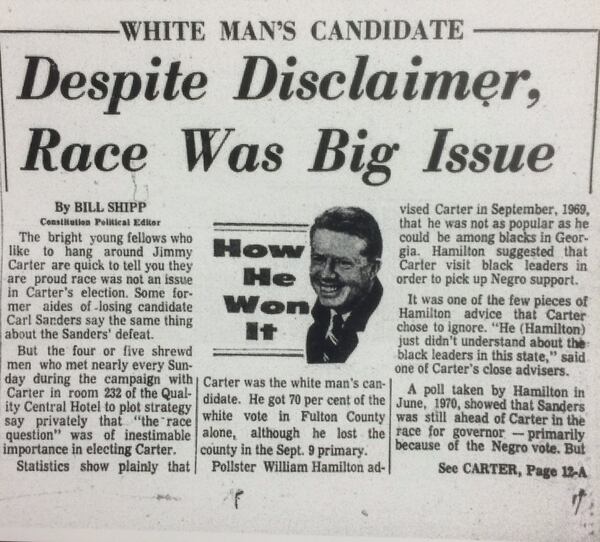 WHITE MAN'S CANDIDATE
Despite Disclaimer,
Race Was Big Issue
By BILL SHIPP
Constitution Political Editor
The bright young fellows who
like to hang around Jimmy
Carter are quick to tell you they
are proud race was not an issue
in Carter's election. Some for-
mer aides of losing candidate
Carl Sanders say the same thing
about the Sanders' defeat.
But the four or five shrewd
men who met nearly every Sun-
day during the campaign with
Carter in room 232 of the Qual-
ity Central Hotel to plot strategy
say privately that "the race
question" was of inestimable
importance in electing Carter.
Statistics show plainly that
How
He
Won
It
Carter was the white man's can-
didate. He got 70 per cent of the
white vote in Fulton County
alone, although he lost the
county in the Sept. 9 primary.
Pollster William Hamilton ad-
vised Carter in September, 1969,
that he was not as popular as he
could be among blacks in Geor-
gia. Hamilton suggested that
Carter visit black leaders in
order to pick up Negro support.
It was one of the few pieces of
Hamilton advice that Carter
chose to ignore. "He (Hamilton)
just didn't understand about the
black leaders in this state," said
one of Carter's close advisers.
A poll taken by Hamilton in
June, 1970, showed that Sanders
was still ahead of Carter in the
race for governor — primarily
because of the Negro vote. But
See CARTER, Page 12-A